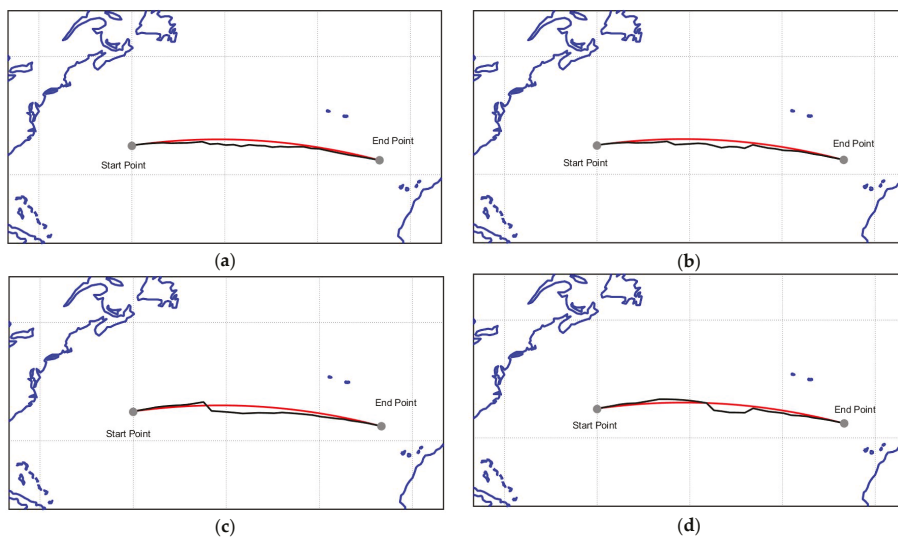 End Point
Start Point
(a)
End Point
Start Point
(b)
End Point
Start Point
(c)
End Point
Start Point
(d)